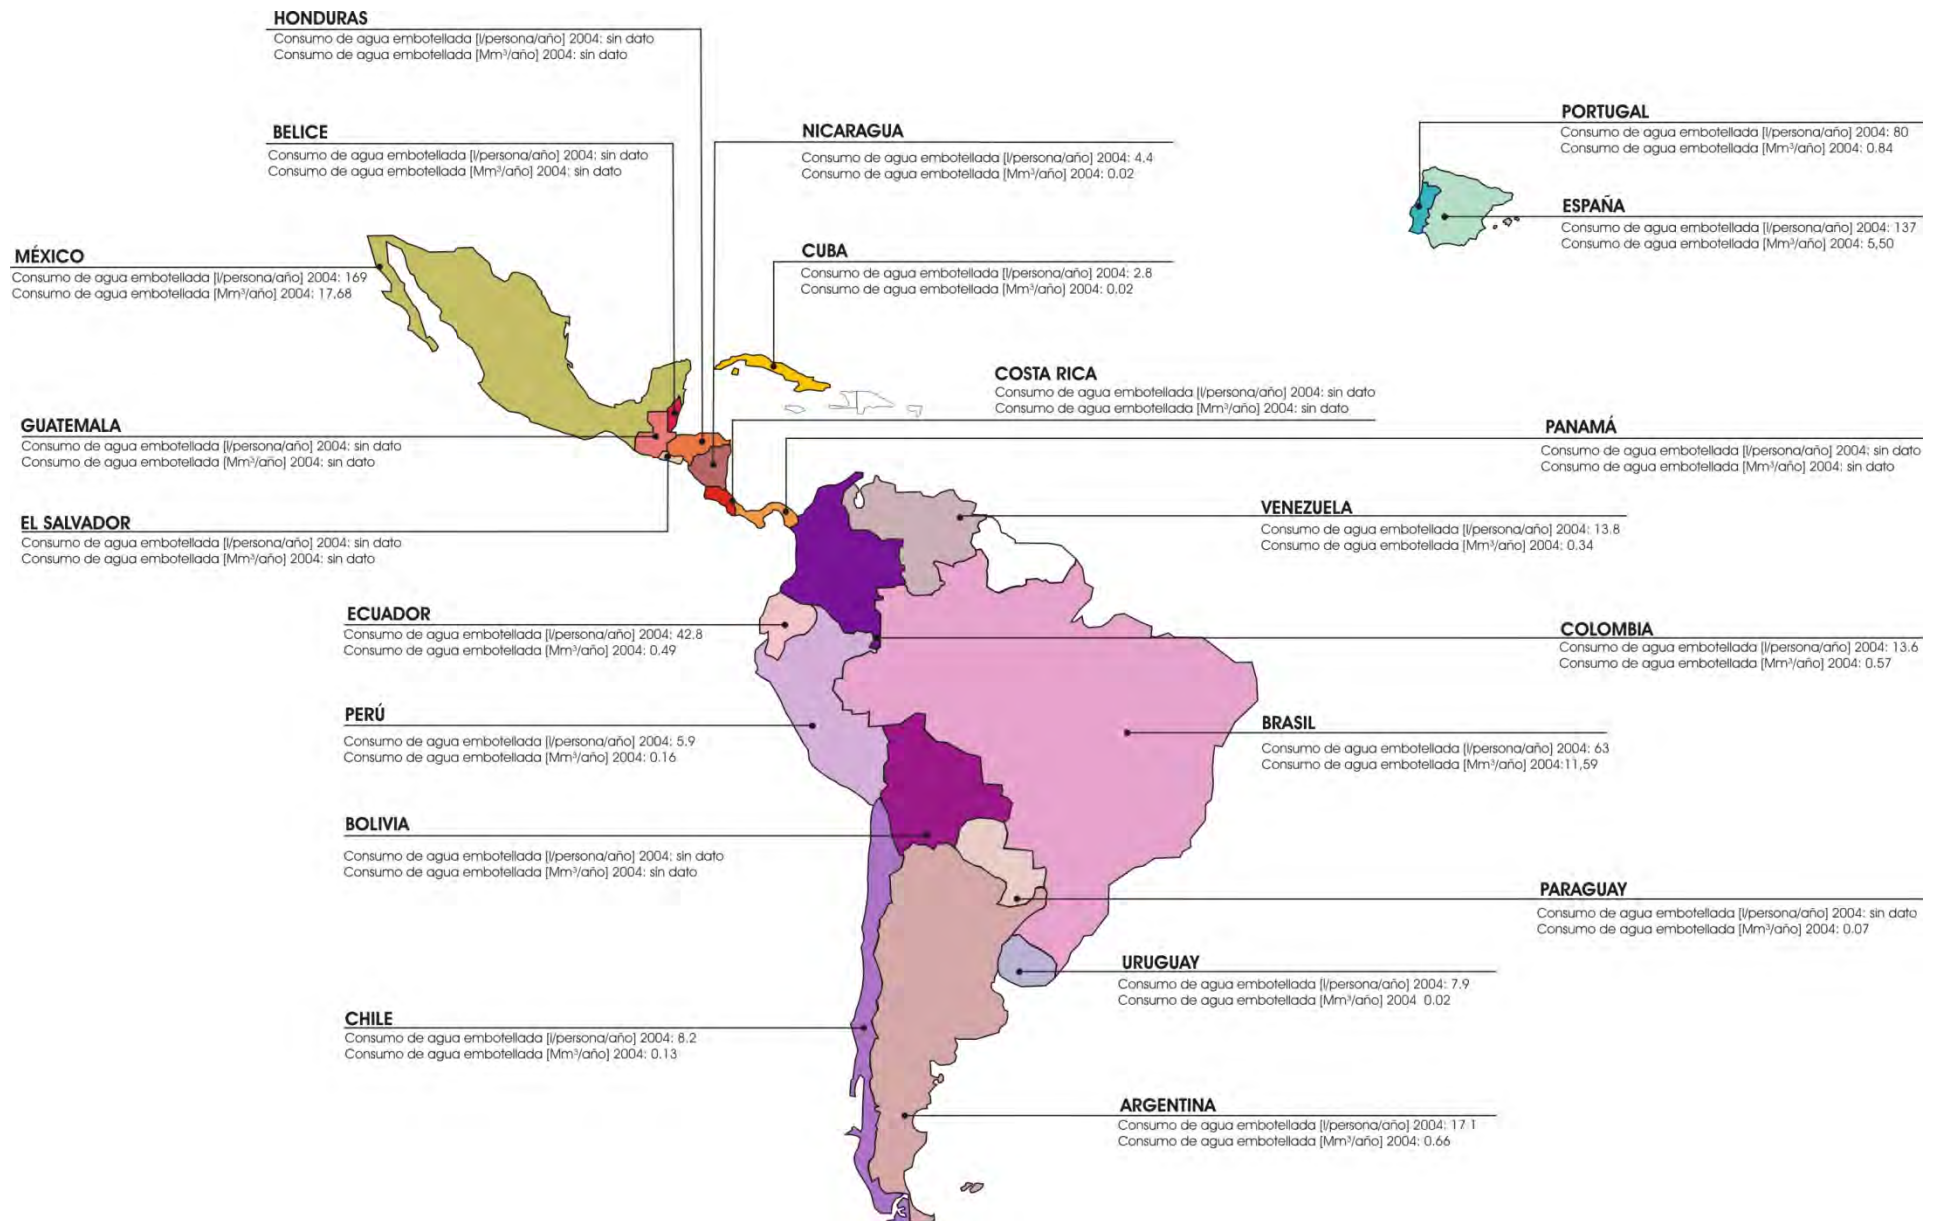 HONDURAS
Consumo de agua embotellada [l/persona/año] 2004: sin dato
Consumo de agua embotellada [Mm³/año] 2004: sin dato
BELICE
Consumo de agua embotellada [l/persona/año] 2004: sin dato
Consumo de agua embotellada [Mm³/año] 2004: sin dato
NICARAGUA
Consumo de agua embotellada [l/persona/año] 2004: 4.4
Consumo de agua embotellada [Mm³/año] 2004: 0.02
PORTUGAL
Consumo de agua embotellada [l/persona/año] 2004: 80
Consumo de agua embotellada [Mm³/año] 2004: 0.84
ESPAÑA
Consumo de agua embotellada [l/persona/año] 2004: 137
Consumo de agua embotellada [Mm³/año] 2004: 5,50
MÉXICO
Consumo de agua embotellada [l/persona/año] 2004: 169
Consumo de agua embotellada [Mm³/año] 2004: 17,68
CUBA
Consumo de agua embotellada [l/persona/año] 2004: 2.8
Consumo de agua embotellada [Mm³/año] 2004: 0.02
COSTA RICA
Consumo de agua embotellada [l/persona/año] 2004: sin dato
Consumo de agua embotellada [Mm³/año] 2004: sin dato
GUATEMALA
Consumo de agua embotellada [l/persona/año] 2004: sin dato
Consumo de agua embotellada [Mm³/año] 2004: sin dato
PANAMÁ
Consumo de agua embotellada [l/persona/año] 2004: sin dato
Consumo de agua embotellada [Mm³/año] 2004: sin dato
EL SALVADOR
Consumo de agua embotellada [l/persona/año] 2004: sin dato
Consumo de agua embotellada [Mm³/año] 2004: sin dato
VENEZUELA
Consumo de agua embotellada [l/persona/año] 2004: 13.8
Consumo de agua embotellada [Mm³/año] 2004: 0.34
ECUADOR
Consumo de agua embotellada [l/persona/año] 2004: 42.8
Consumo de agua embotellada [Mm³/año] 2004: 0.49
COLOMBIA
Consumo de agua embotellada [l/persona/año] 2004: 13.6
Consumo de agua embotellada [Mm³/año] 2004: 0.57
PERÚ
Consumo de agua embotellada [l/persona/año] 2004: 5.9
Consumo de agua embotellada [Mm³/año] 2004: 0.16
BRASIL
Consumo de agua embotellada [l/persona/año] 2004: 63
Consumo de agua embotellada [Mm³/año] 2004:11,59
BOLIVIA
Consumo de agua embotellada [l/persona/año] 2004: sin dato
Consumo de agua embotellada [Mm³/año] 2004: sin dato
PARAGUAY
Consumo de agua embotellada [l/persona/año] 2004: sin dato
Consumo de agua embotellada [Mm³/año] 2004: 0.07
URUGUAY
Consumo de agua embotellada [l/persona/año] 2004: 7.9
Consumo de agua embotellada [Mm³/año] 2004 0.02
CHILE
Consumo de agua embotellada [l/persona/año] 2004: 8.2
Consumo de agua embotellada [Mm³/año] 2004: 0.13
ARGENTINA
Consumo de agua embotellada [l/persona/año] 2004: 17 1
Consumo de agua embotellada [Mm³/año] 2004: 0.66